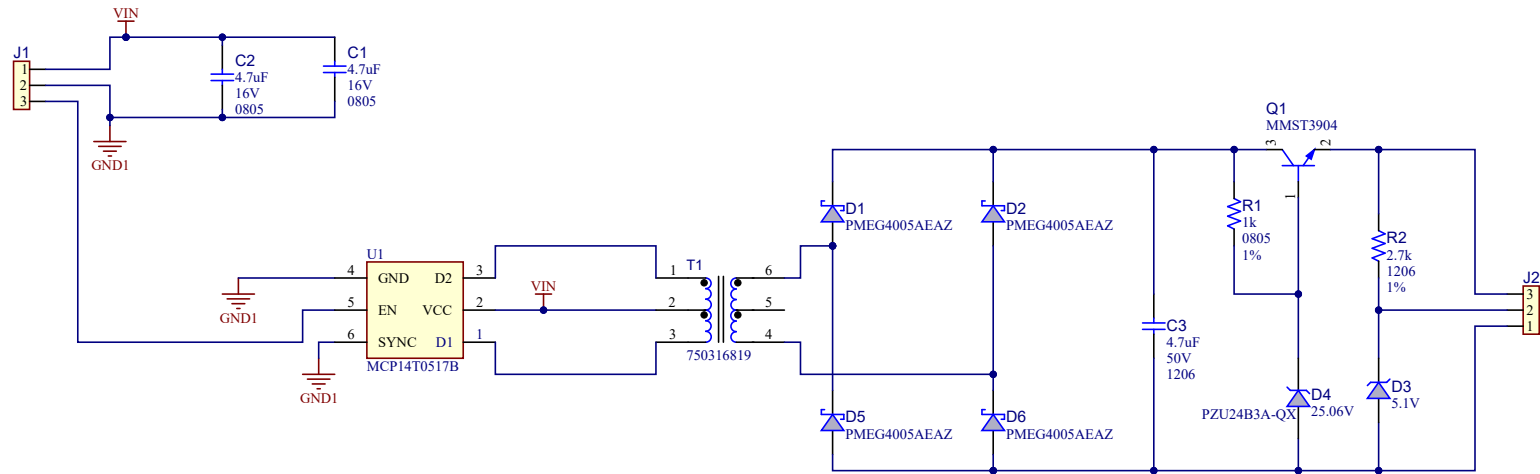 VIN
J1
1
2
3
C2
4.7uF
16V
0805
C1
4.7uF
16V
0805
GND1
Q1
MMST3904
3
2
1
D1
PMEG4005AEAZ
D2
PMEG4005AEAZ
R1
1k
0805
1%
R2
2.7k
1206
1%
U1
4
GND
D2
3
5
EN
VCC
2
6
SYNC
D1
1
MCP14T0517B
GND1
GND1
VIN
T1
1
2
3
6
5
4
750316819
C3
4.7uF
50V
1206
J2
3
2
1
D5
PMEG4005AEAZ
D6
PMEG4005AEAZ
D4
PZU24B3A-QX
25.06V
D3
5.1V